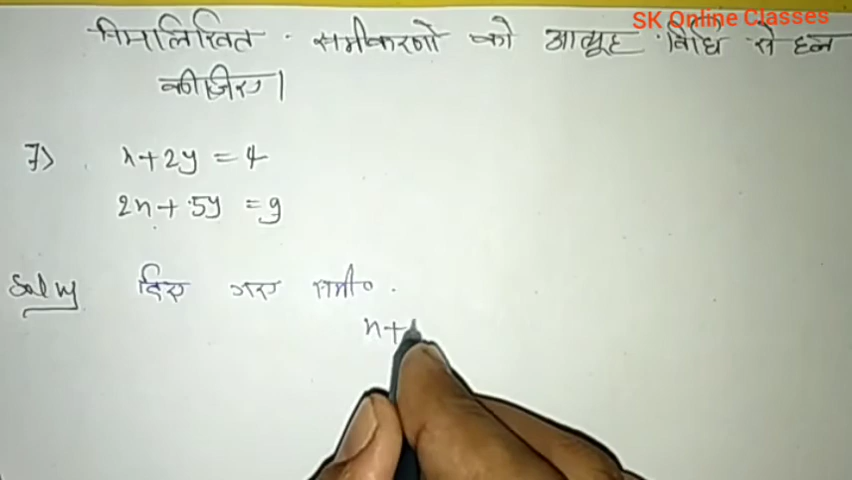 SK Online Classes
निम्नलिखित समीकरणों को आव्यूह विधि से हल
कीजिए।
7> x+2y = 4
2x+5y = 9
Solⁿ दिए गए समी०.
x+